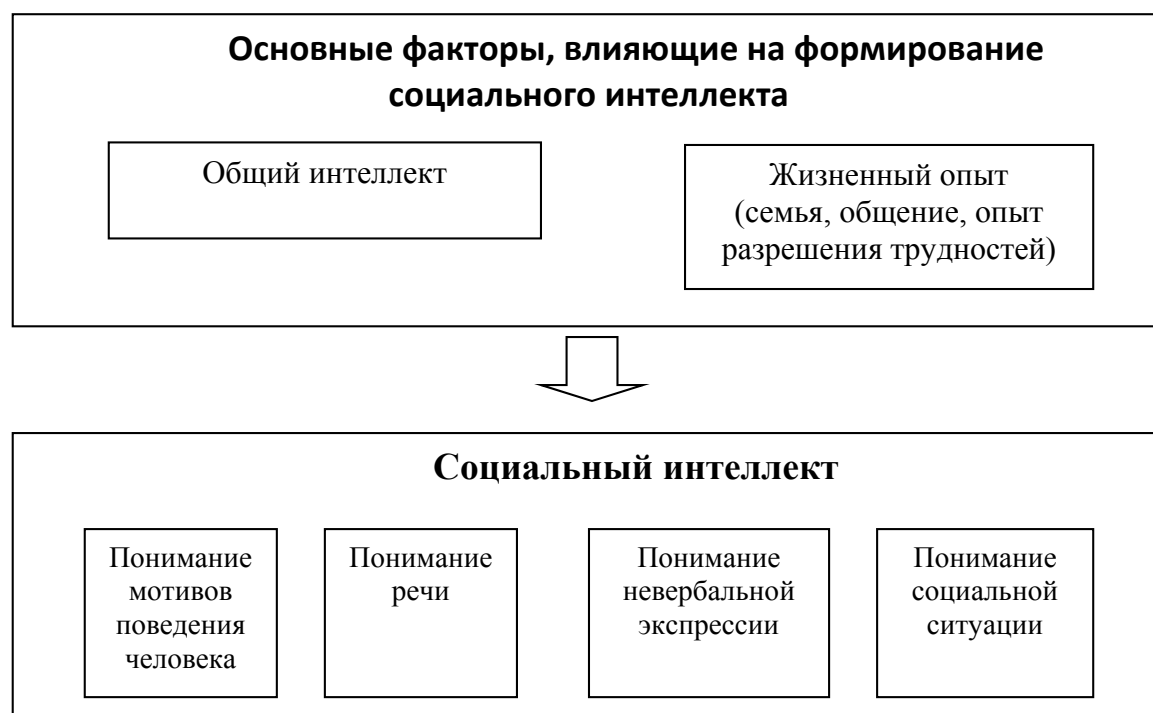 Основные факторы, влияющие на формирование
социального интеллекта
Общий интеллект
Жизненный опыт
(семья, общение, опыт
разрешения трудностей)
Социальный интеллект
Понимание
мотивов
поведения
человека
Понимание
речи
Понимание
невербальной
экспрессии
Понимание
социальной
ситуации